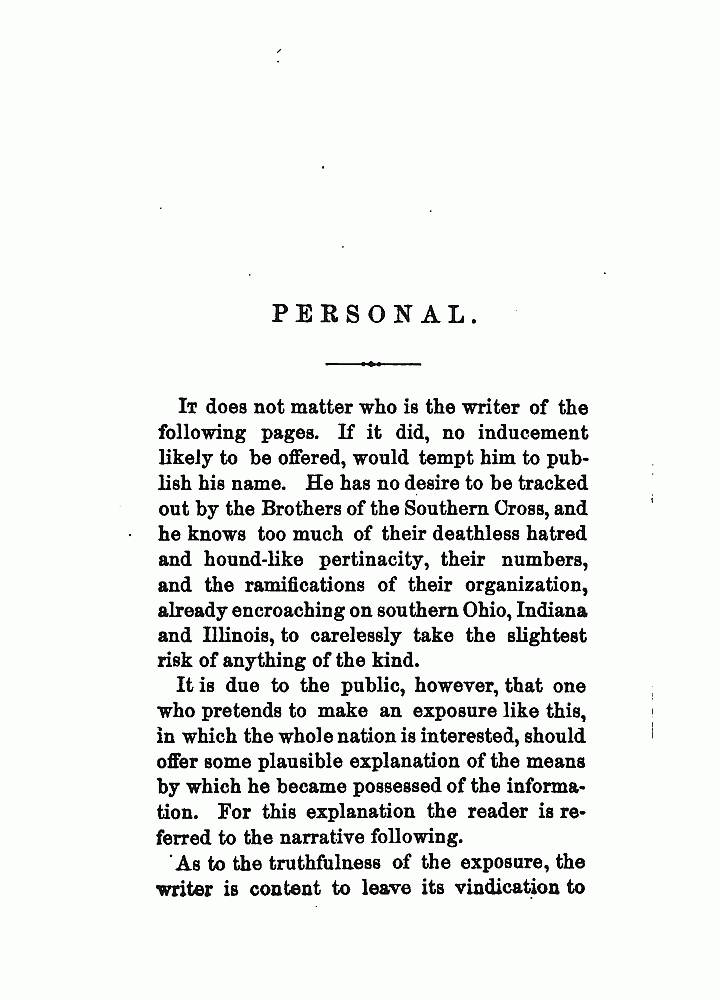 PERSONAL.
It does not matter who is the writer of the
following pages. If it did, no inducement
likely to be offered, would tempt him to pub-
lish his name. He has no desire to be tracked
out by the Brothers of the Southern Cross, and
he knows too much of their deathless hatred
and hound-like pertinacity, their numbers,
and the ramifications of their organization,
already encroaching on southern Ohio, Indiana
and Illinois, to carelessly take the slightest
risk of anything of the kind.
It is due to the public, however, that one
who pretends to make an exposure like this,
in which the whole nation is interested, should
offer some plausible explanation of the means
by which he became possessed of the informa-
tion. For this explanation the reader is re-
ferred to the narrative following.
As to the truthfulness of the exposure, the
writer is content to leave its vindication to